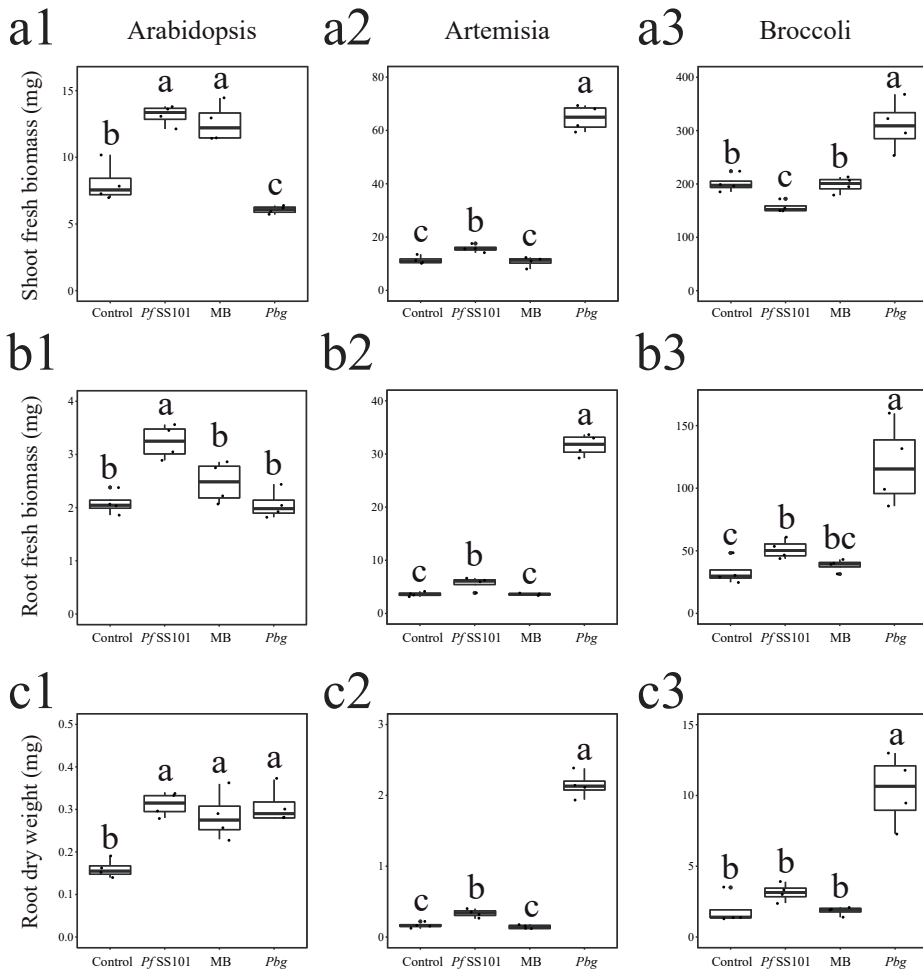 a1 Arabidopsis a2 Artemisia a3 Broccoli
Shoot fresh biomass (mg)
15
10
5
0
b
a
a
c
Control Pf SS101 MB Pbg
80
60
40
20
0
c
b
c
a
Control Pf SS101 MB Pbg
400
300
200
100
0
b
c
b
a
Control Pf SS101 MB Pbg
b1 b2 b3
Root fresh biomass (mg)
4
3
2
1
0
b
a
b
b
Control Pf SS101 MB Pbg
40
30
20
10
0
c
b
c
a
Control Pf SS101 MB Pbg
150
100
50
0
c
b
bc
a
Control Pf SS101 MB Pbg
c1 c2 c3
Root dry weight (mg)
0.5
0.4
0.3
0.2
0.1
0.0
b
a
a
a
Control Pf SS101 MB Pbg
3
2
1
0
c
b
c
a
Control Pf SS101 MB Pbg
15
10
5
0
b
b
b
a
Control Pf SS101 MB Pbg